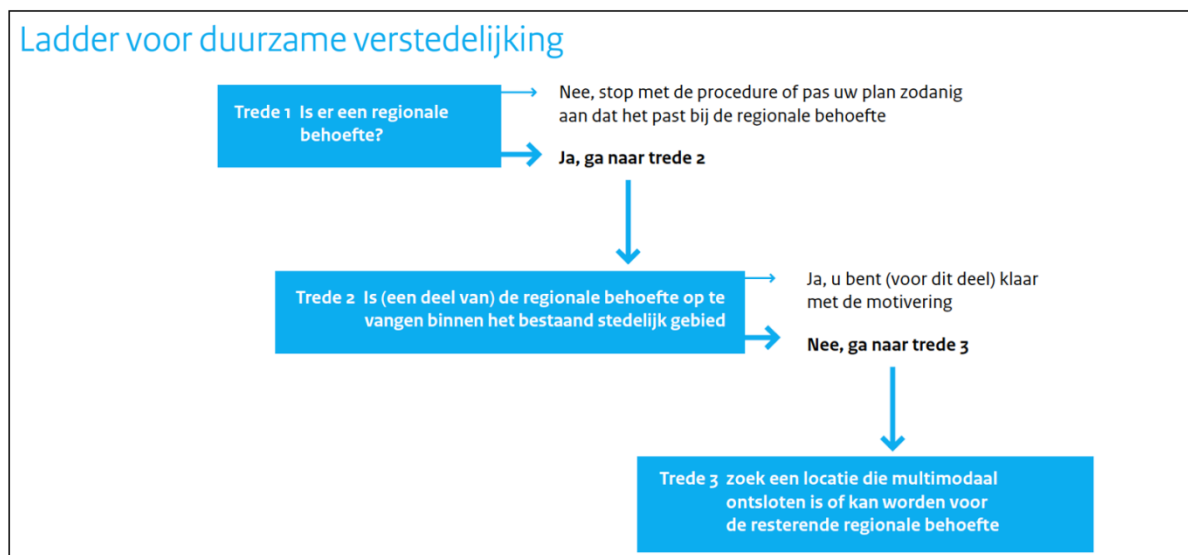 Ladder voor duurzame verstedelijking
Trede 1 Is er een regionale
behoefte?
Nee, stop met de procedure of pas uw plan zodanig
aan dat het past bij de regionale behoefte
Ja, ga naar trede 2
Trede 2 Is (een deel van) de regionale behoefte op te
vangen binnen het bestaand stedelijk gebied
Ja, u bent (voor dit deel) klaar
met de motivering
Nee, ga naar trede 3
Trede 3 zoek een locatie die multimodaal
ontsloten is of kan worden voor
de resterende regionale behoefte